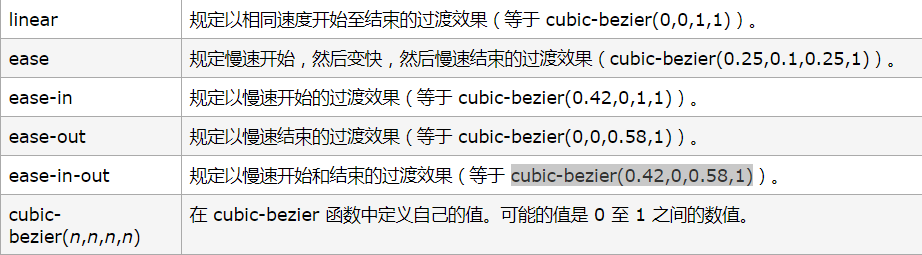 linear 规定以相同速度开始至结束的过渡效果（等于 cubic-bezier(0,0,1,1)）。
ease 规定慢速开始，然后变快，然后慢速结束的过渡效果（cubic-bezier(0.25,0.1,0.25,1)）。
ease-in 规定以慢速开始的过渡效果（等于 cubic-bezier(0.42,0,1,1)）。
ease-out 规定以慢速结束的过渡效果（等于 cubic-bezier(0,0,0.58,1)）。
ease-in-out 规定以慢速开始和结束的过渡效果（等于 cubic-bezier(0.42,0,0.58,1)）。
cubic-
bezier(n,n,n,n) 在 cubic-bezier 函数中定义自己的值。可能的值是 0 至 1 之间的数值。